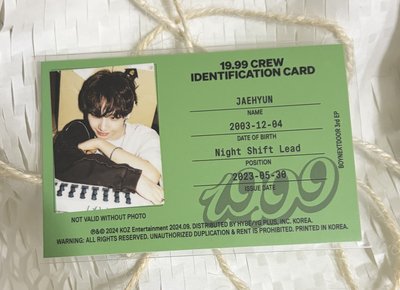 19.99 CREW
IDENTIFICATION CARD
JAEHYUN
NAME
2003-12-04
DATE OF BIRTH
Night Shift Lead
POSITION
2023-05-30
ISSUE DATE
BOYNEXTDOOR 3rd EP
19.99
NOT VALID WITHOUT PHOTO
℗&© 2024 KOZ Entertainment 2024.09. DISTRIBUTED BY HYBE/YG PLUS, INC. KOREA.
WARNING: ALL RIGHTS RESERVED. UNAUTHORIZED DUPLICATION & RENT IS PROHIBITED. PRINTED IN KOREA.